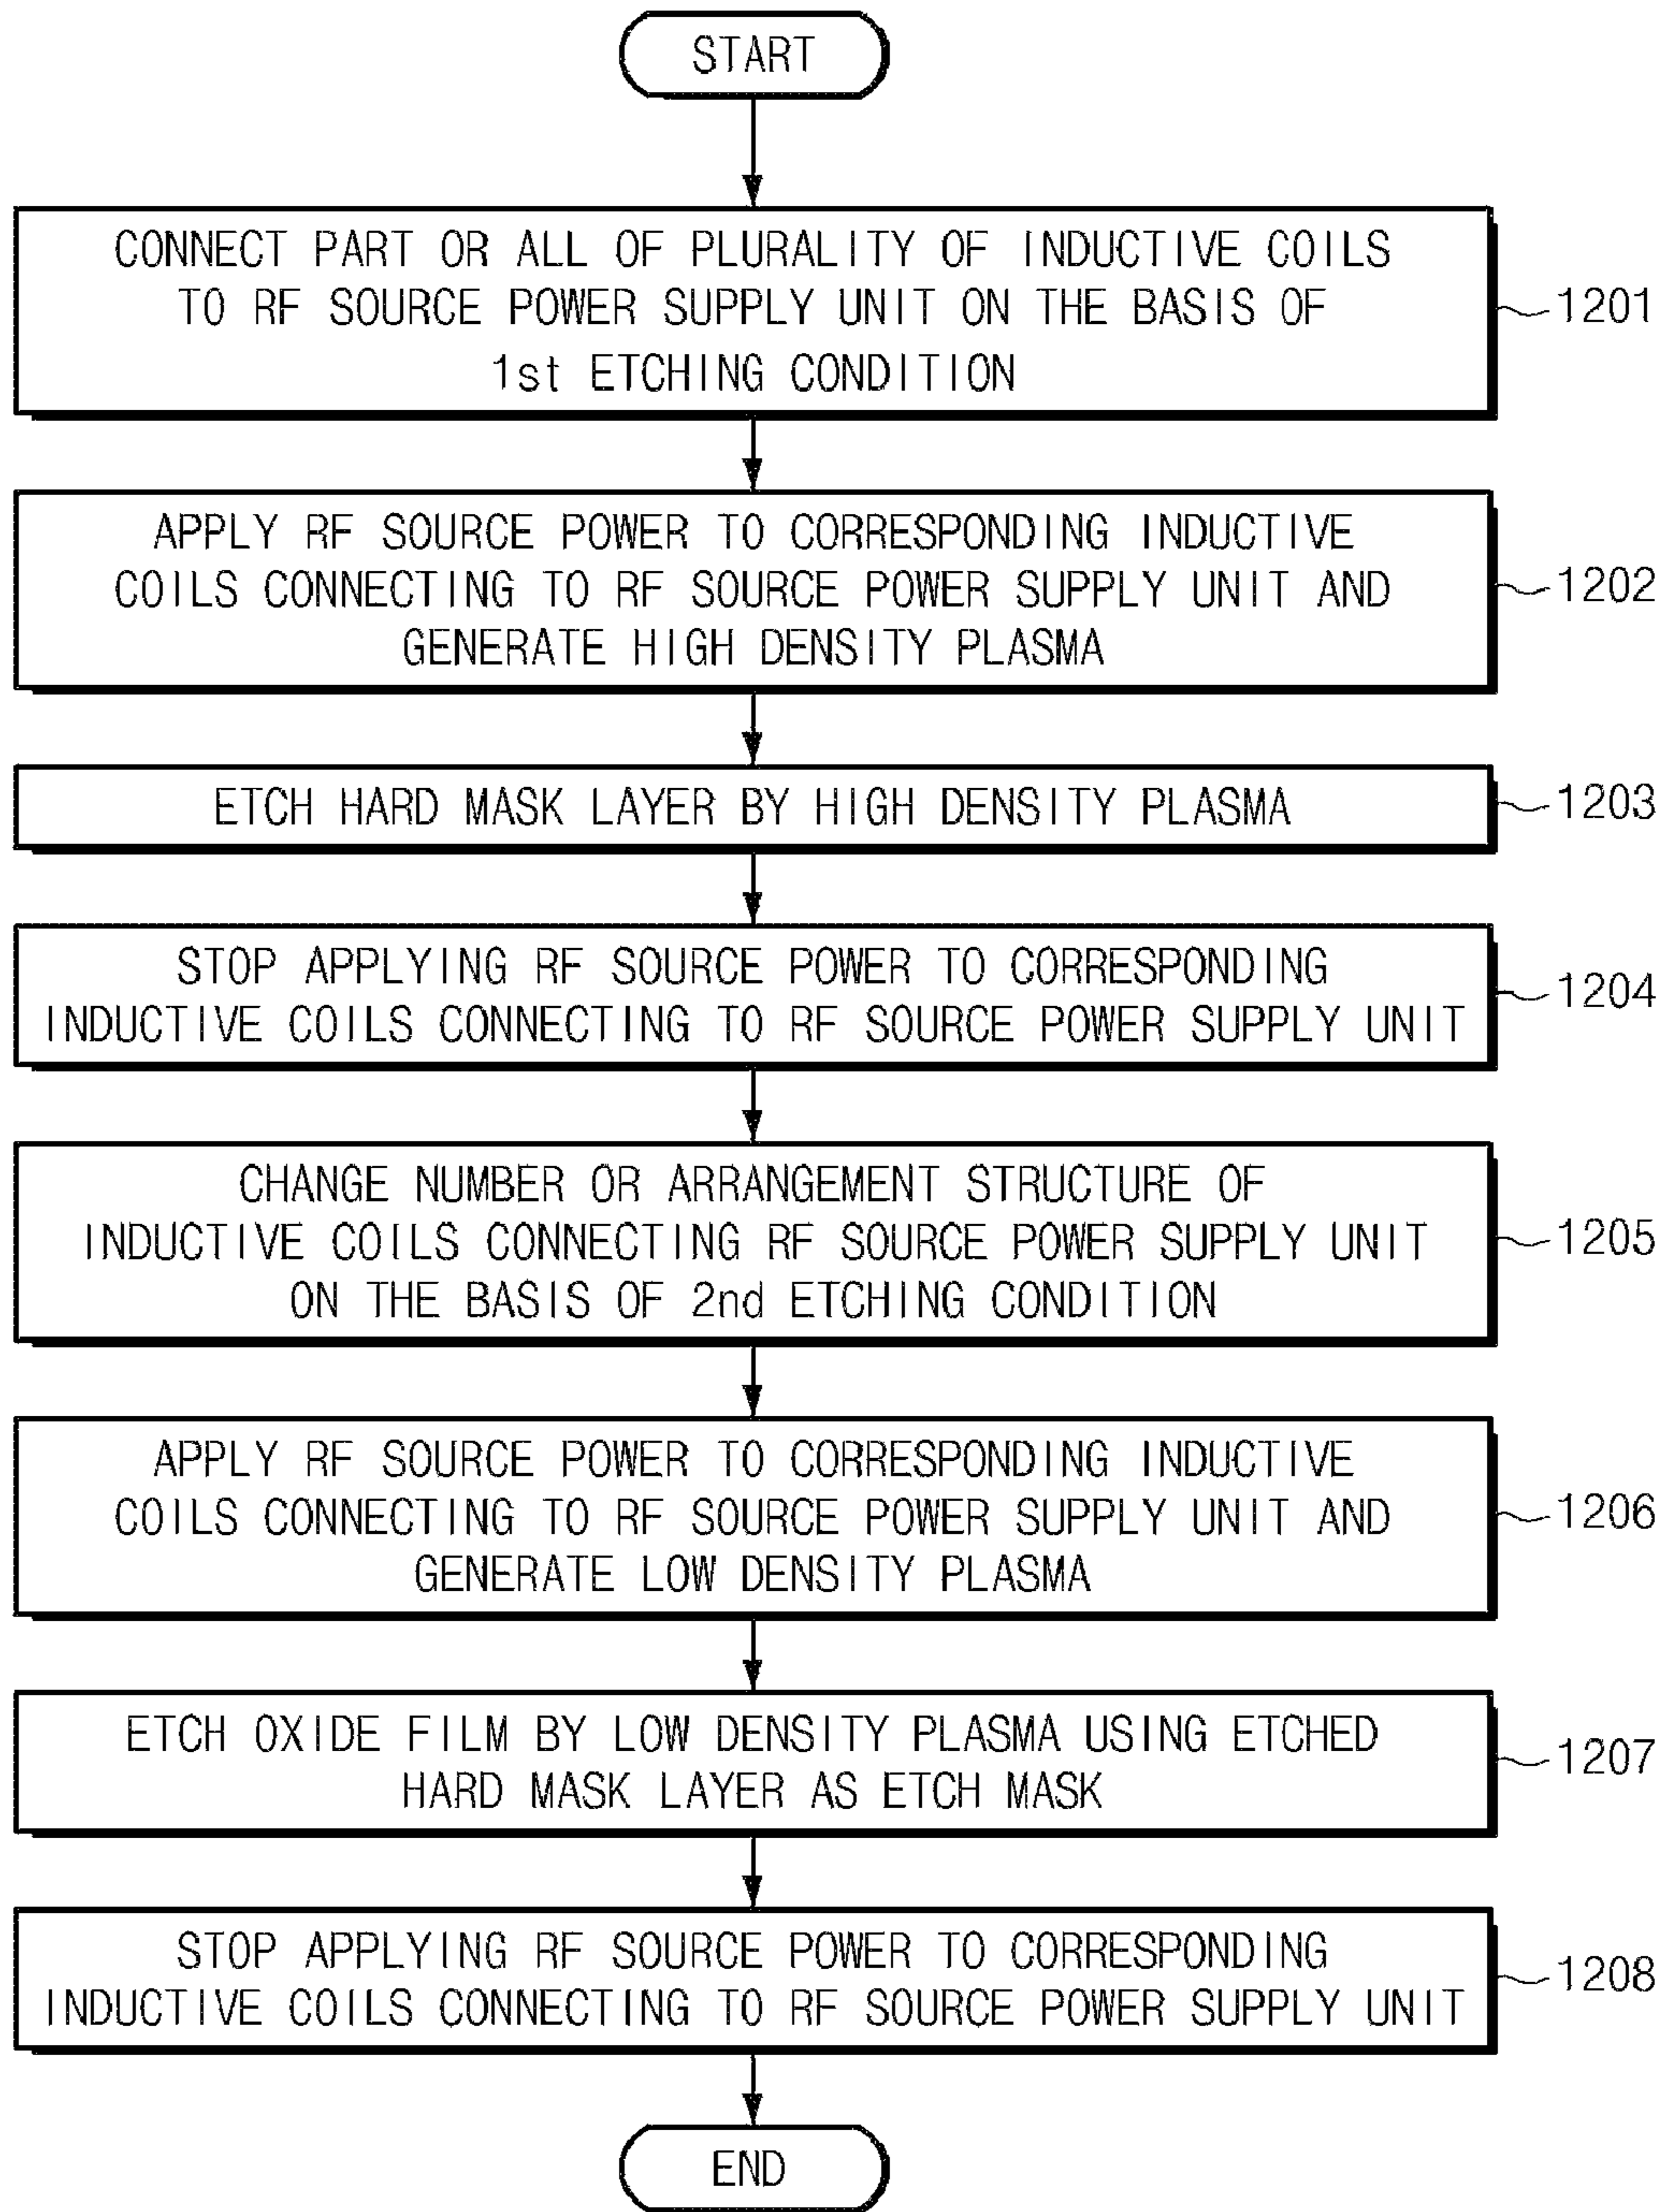 START
CONNECT PART OR ALL OF PLURALITY OF INDUCTIVE COILS
TO RF SOURCE POWER SUPPLY UNIT ON THE BASIS OF
1st ETCHING CONDITION
1201
APPLY RF SOURCE POWER TO CORRESPONDING INDUCTIVE
COILS CONNECTING TO RF SOURCE POWER SUPPLY UNIT AND
GENERATE HIGH DENSITY PLASMA
1202
ETCH HARD MASK LAYER BY HIGH DENSITY PLASMA
1203
STOP APPLYING RF SOURCE POWER TO CORRESPONDING
INDUCTIVE COILS CONNECTING TO RF SOURCE POWER SUPPLY UNIT
1204
CHANGE NUMBER OR ARRANGEMENT STRUCTURE OF
INDUCTIVE COILS CONNECTING RF SOURCE POWER SUPPLY UNIT
ON THE BASIS OF 2nd ETCHING CONDITION
1205
APPLY RF SOURCE POWER TO CORRESPONDING INDUCTIVE
COILS CONNECTING TO RF SOURCE POWER SUPPLY UNIT AND
GENERATE LOW DENSITY PLASMA
1206
ETCH OXIDE FILM BY LOW DENSITY PLASMA USING ETCHED
HARD MASK LAYER AS ETCH MASK
1207
STOP APPLYING RF SOURCE POWER TO CORRESPONDING
INDUCTIVE COILS CONNECTING TO RF SOURCE POWER SUPPLY UNIT
1208
END